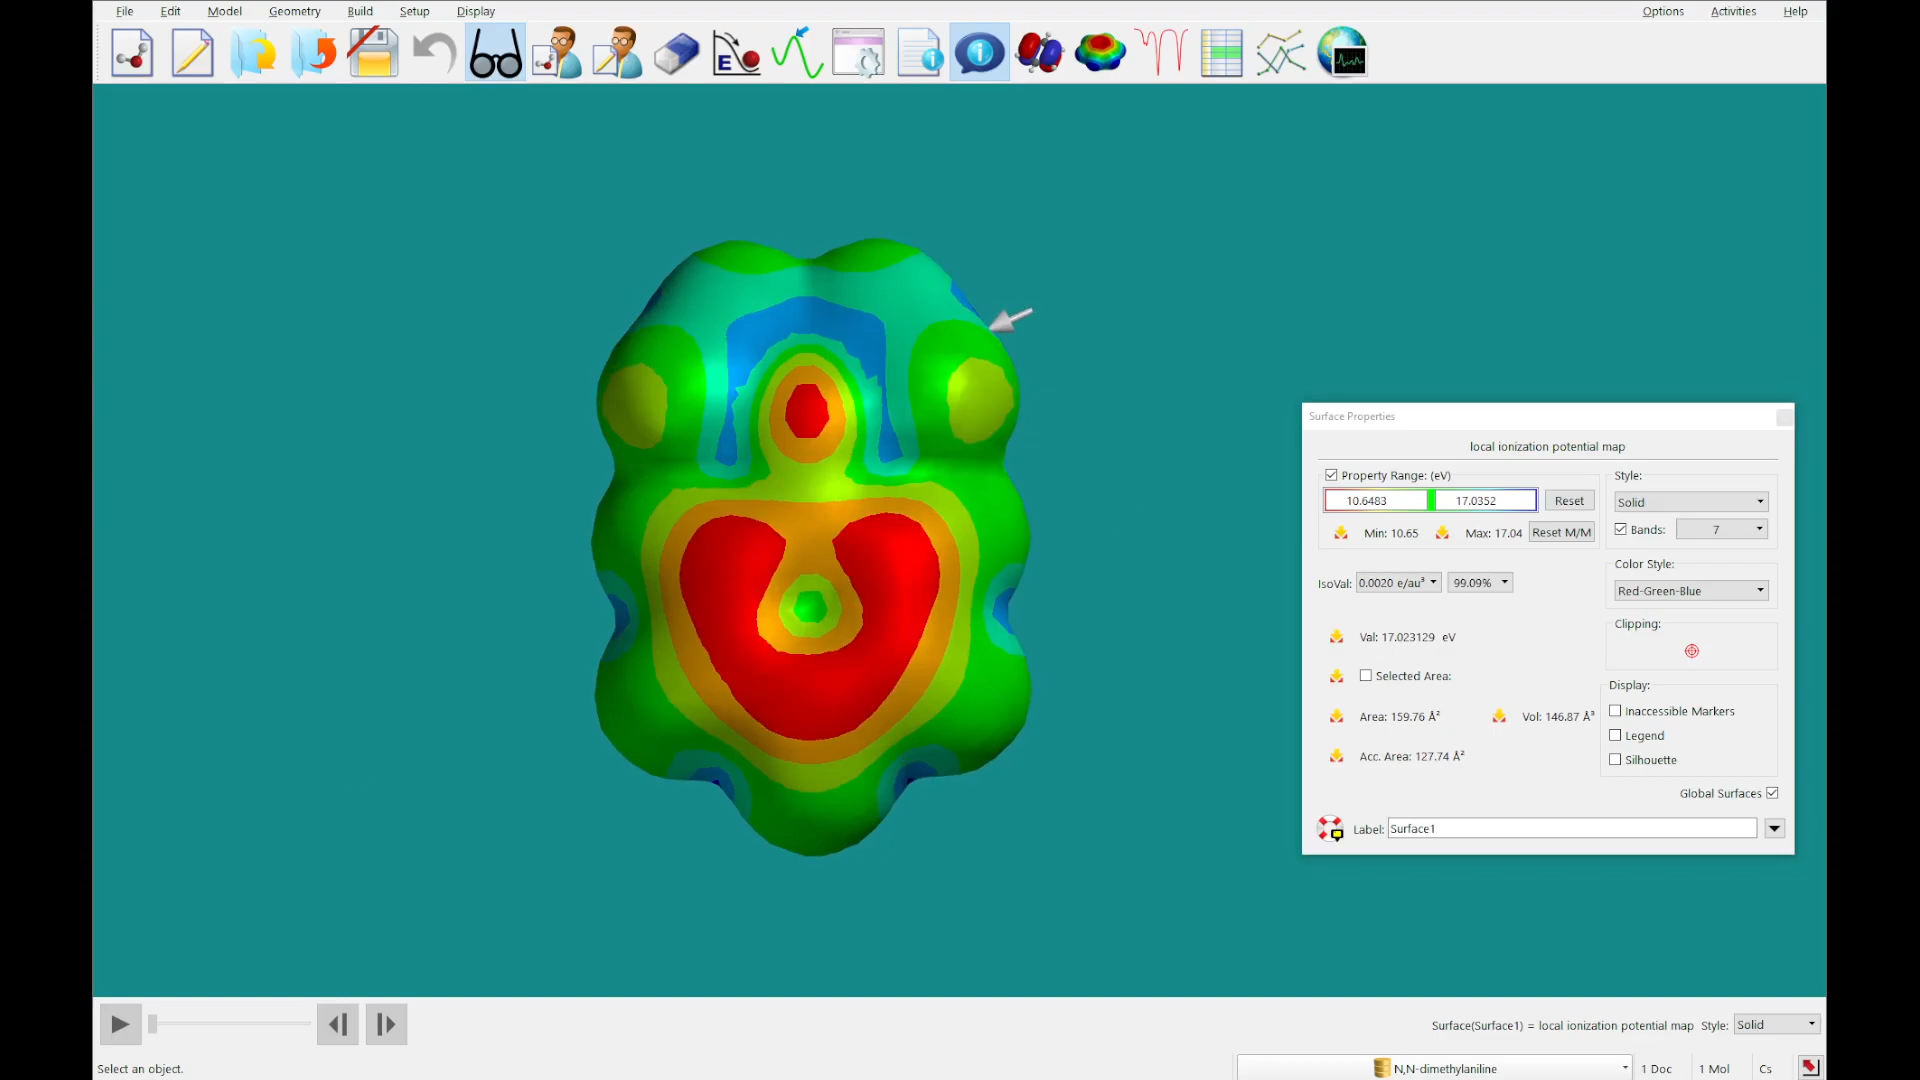 File Edit Model Geometry Build Setup Display Options Activities Help
E
Surface Properties
local ionization potential map
Property Range: (eV)
10.6483 17.0352 Reset
Min: 10.65 Max: 17.04 Reset M/M
Style:
Solid
Bands: 7
IsoVal: 0.0020 e/au³ 99.09%
Color Style:
Red-Green-Blue
Clipping:
Val: 17.023129 eV
Selected Area:
Area: 159.76 Å² Vol: 146.87 Å³
Acc. Area: 127.74 Å²
Display:
Inaccessible Markers
Legend
Silhouette
Global Surfaces
Label: Surface1
Surface(Surface1) = local ionization potential map Style: Solid
Select an object.
N,N-dimethylaniline 1 Doc 1 Mol Cs